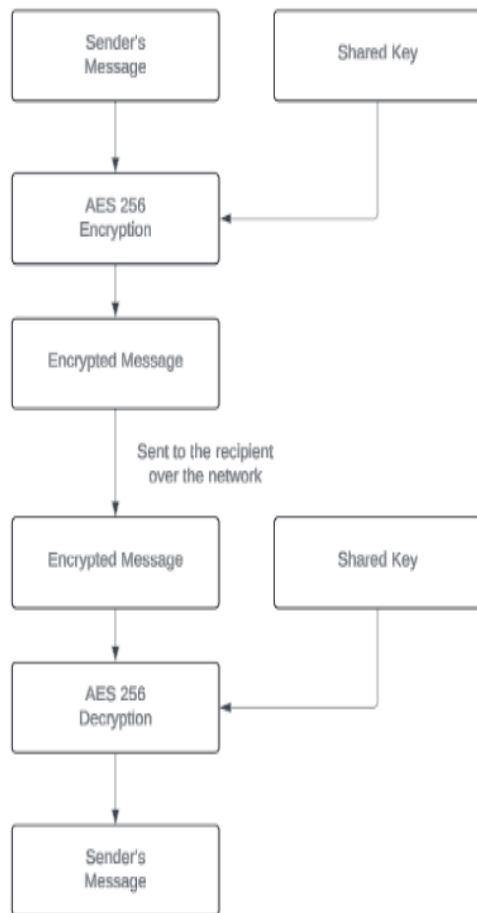 Sender's
Message
Shared Key
AES 256
Encryption
Encrypted Message
Sent to the recipient
over the network
Encrypted Message
Shared Key
AES 256
Decryption
Sender's
Message